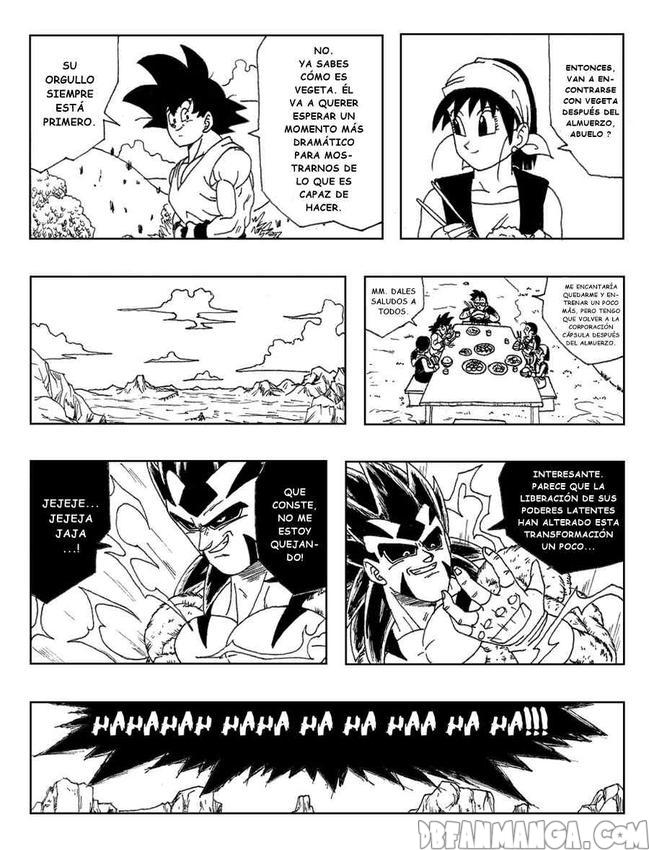 ENTONCES,
VAN A EN-
CONTRARSE
CON VEGETA
DESPUÉS DEL
ALMUERZO,
ABUELO ?
NO.
YA SABES
CÓMO ES
VEGETA. ÉL
VA A QUERER
ESPERAR UN
MOMENTO MÁS
DRAMÁTICO
PARA MOS-
TRARNOS DE
LO QUE ES
CAPAZ DE
HACER.
SU
ORGULLO
SIEMPRE
ESTÁ
PRIMERO.
ME ENCANTARÍA
QUEDARME Y EN-
TRENAR UN POCO
MÁS, PERO TENGO
QUE VOLVER A LA
CORPORACIÓN
CÁPSULA DESPUÉS
DEL ALMUERZO.
MM. DALES
SALUDOS A
TODOS.
INTERESANTE.
PARECE QUE LA
LIBERACIÓN DE SUS
PODERES LATENTES
HAN ALTERADO ESTA
TRANSFORMACIÓN
UN POCO...
QUE
CONSTE,
NO ME
ESTOY
QUEJAN-
DO!
JEJEJE...
JEJEJA
JAJA
...!
HAHAHAH HAHA HA HA HAA HA HA!!!
DBFANMANGA.COM